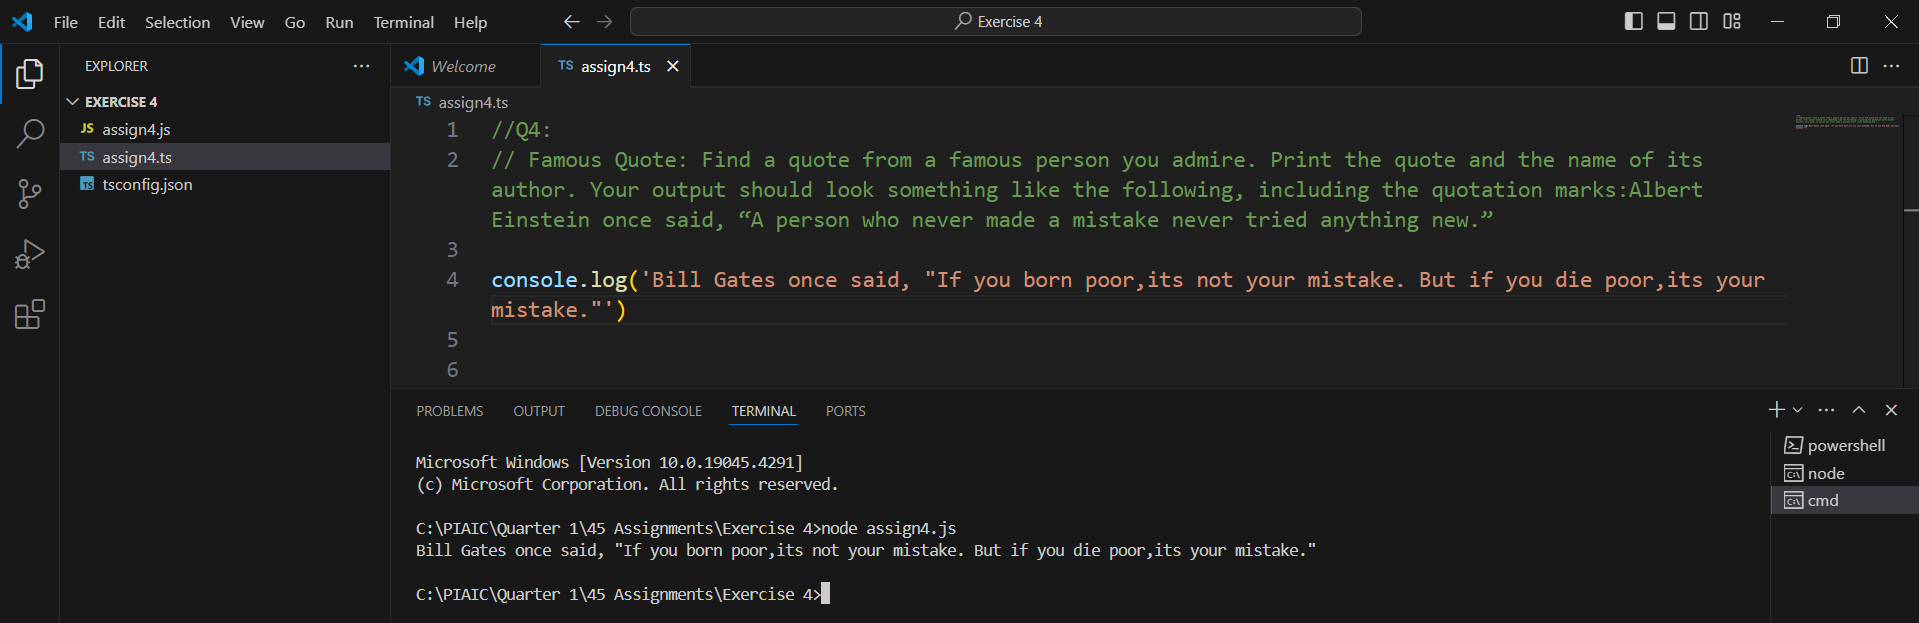 File Edit Selection View Go Run Terminal Help
Exercise 4
EXPLORER
EXERCISE 4
JS assign4.js
TS assign4.ts
TS tsconfig.json
Welcome
TS assign4.ts
TS assign4.ts
1 //Q4:
2 // Famous Quote: Find a quote from a famous person you admire. Print the quote and the name of its
author. Your output should look something like the following, including the quotation marks:Albert
Einstein once said, “A person who never made a mistake never tried anything new.”
3
4 console.log('Bill Gates once said, "If you born poor,its not your mistake. But if you die poor,its your
mistake."')
5
6
PROBLEMS OUTPUT DEBUG CONSOLE TERMINAL PORTS
Microsoft Windows [Version 10.0.19045.4291]
(c) Microsoft Corporation. All rights reserved.
C:\PIAIC\Quarter 1\45 Assignments\Exercise 4>node assign4.js
Bill Gates once said, "If you born poor,its not your mistake. But if you die poor,its your mistake."
C:\PIAIC\Quarter 1\45 Assignments\Exercise 4>
powershell
node
cmd